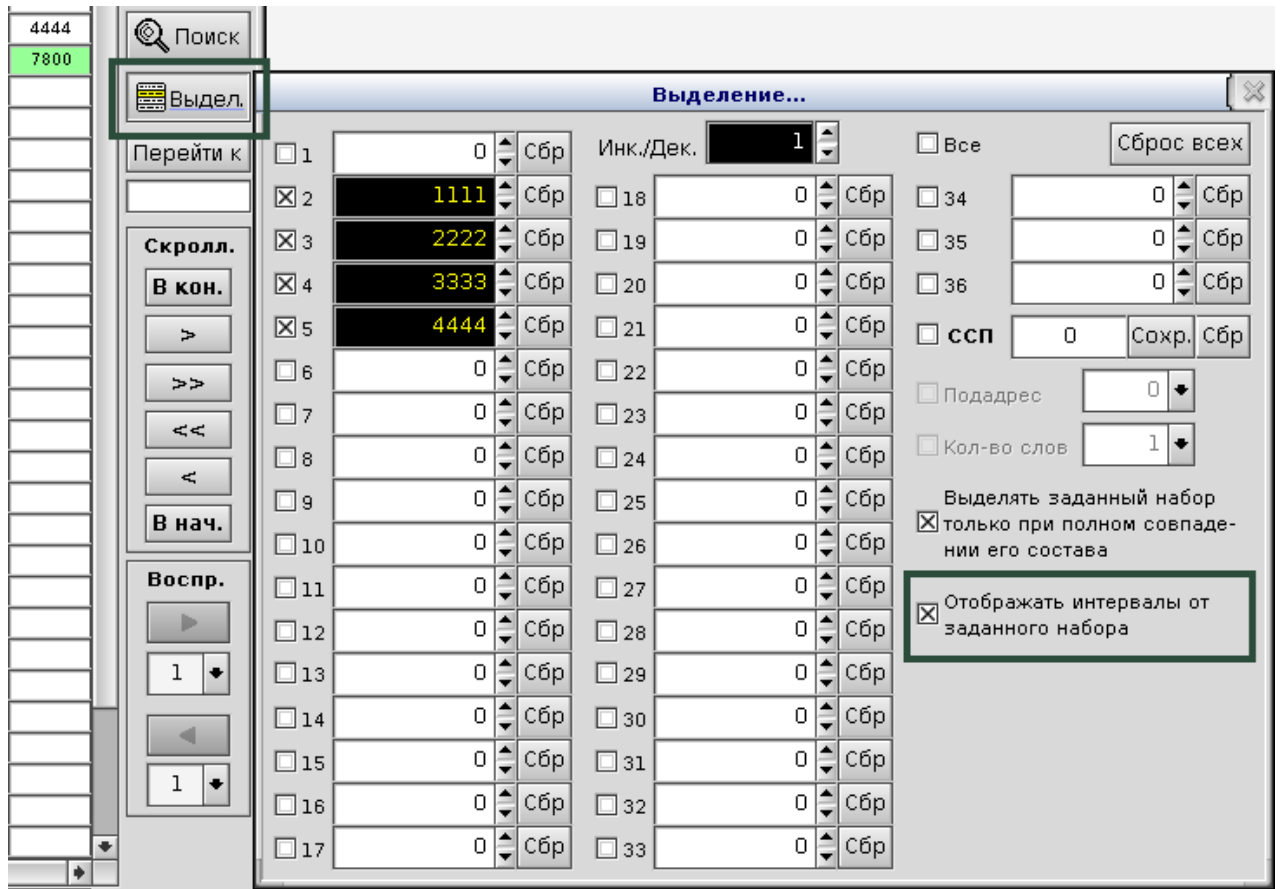 4444
7800
Поиск
Выдел.
Перейти к
Скролл.
В кон.
>
>>
<<
<
В нач.
Воспр.
1
1
Выделение...
1 0 Сбр
2 1111 Сбр
3 2222 Сбр
4 3333 Сбр
5 4444 Сбр
6 0 Сбр
7 0 Сбр
8 0 Сбр
9 0 Сбр
10 0 Сбр
11 0 Сбр
12 0 Сбр
13 0 Сбр
14 0 Сбр
15 0 Сбр
16 0 Сбр
17 0 Сбр
Инк./Дек. 1
18 0 Сбр
19 0 Сбр
20 0 Сбр
21 0 Сбр
22 0 Сбр
23 0 Сбр
24 0 Сбр
25 0 Сбр
26 0 Сбр
27 0 Сбр
28 0 Сбр
29 0 Сбр
30 0 Сбр
31 0 Сбр
32 0 Сбр
33 0 Сбр
Все Сброс всех
34 0 Сбр
35 0 Сбр
36 0 Сбр
ССП 0 Сохр. Сбр
Подадрес 0
Кол-во слов 1
Выделять заданный набор
только при полном совпаде-
нии его состава
Отображать интервалы от
заданного набора